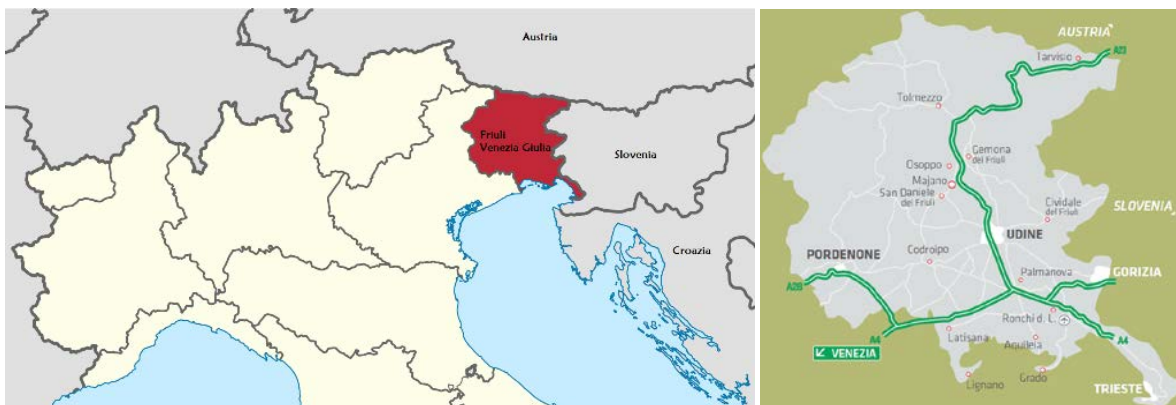 Austria
Friuli
Venezia Giulia
Slovenia
Croazia
AUSTRIA
A23
Tarvisio
Tolmezzo
Gemona
del Friuli
Osoppo
Majano
San Daniele
del Friuli
Cividale
del Friuli
SLOVENIA
UDINE
PORDENONE
Codroipo
Palmanova
GORIZIA
A28
Ronchi d. L.
A4
Latisana
Aquileia
A4
VENEZIA
Lignano
Grado
TRIESTE